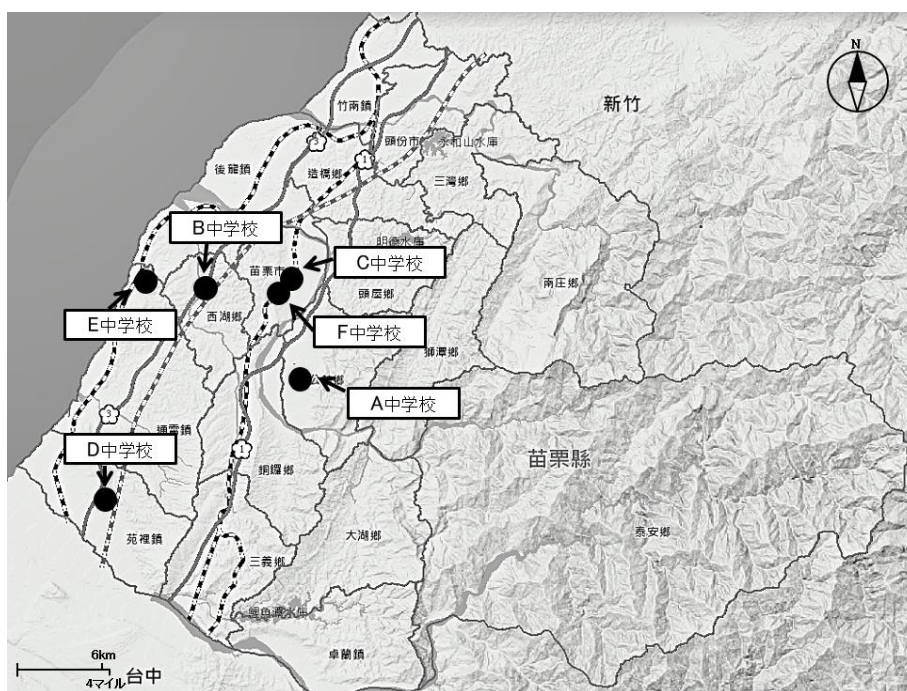 N
新竹
竹南鎮
3
頭份市
永和山水庫
1
後龍鎮
造橋鄉
三灣鄉
B中学校
明德水庫
苗栗市
C中学校
南庄鄉
頭屋鄉
E中学校
西湖鄉
F中学校
獅潭鄉
A中学校
3
通霄鎮
D中学校
1
苗栗縣
銅鑼鄉
苑裡鎮
大湖鄉
泰安鄉
三義鄉
鯉魚潭水庫
卓蘭鎮
6km
4マイル
台中